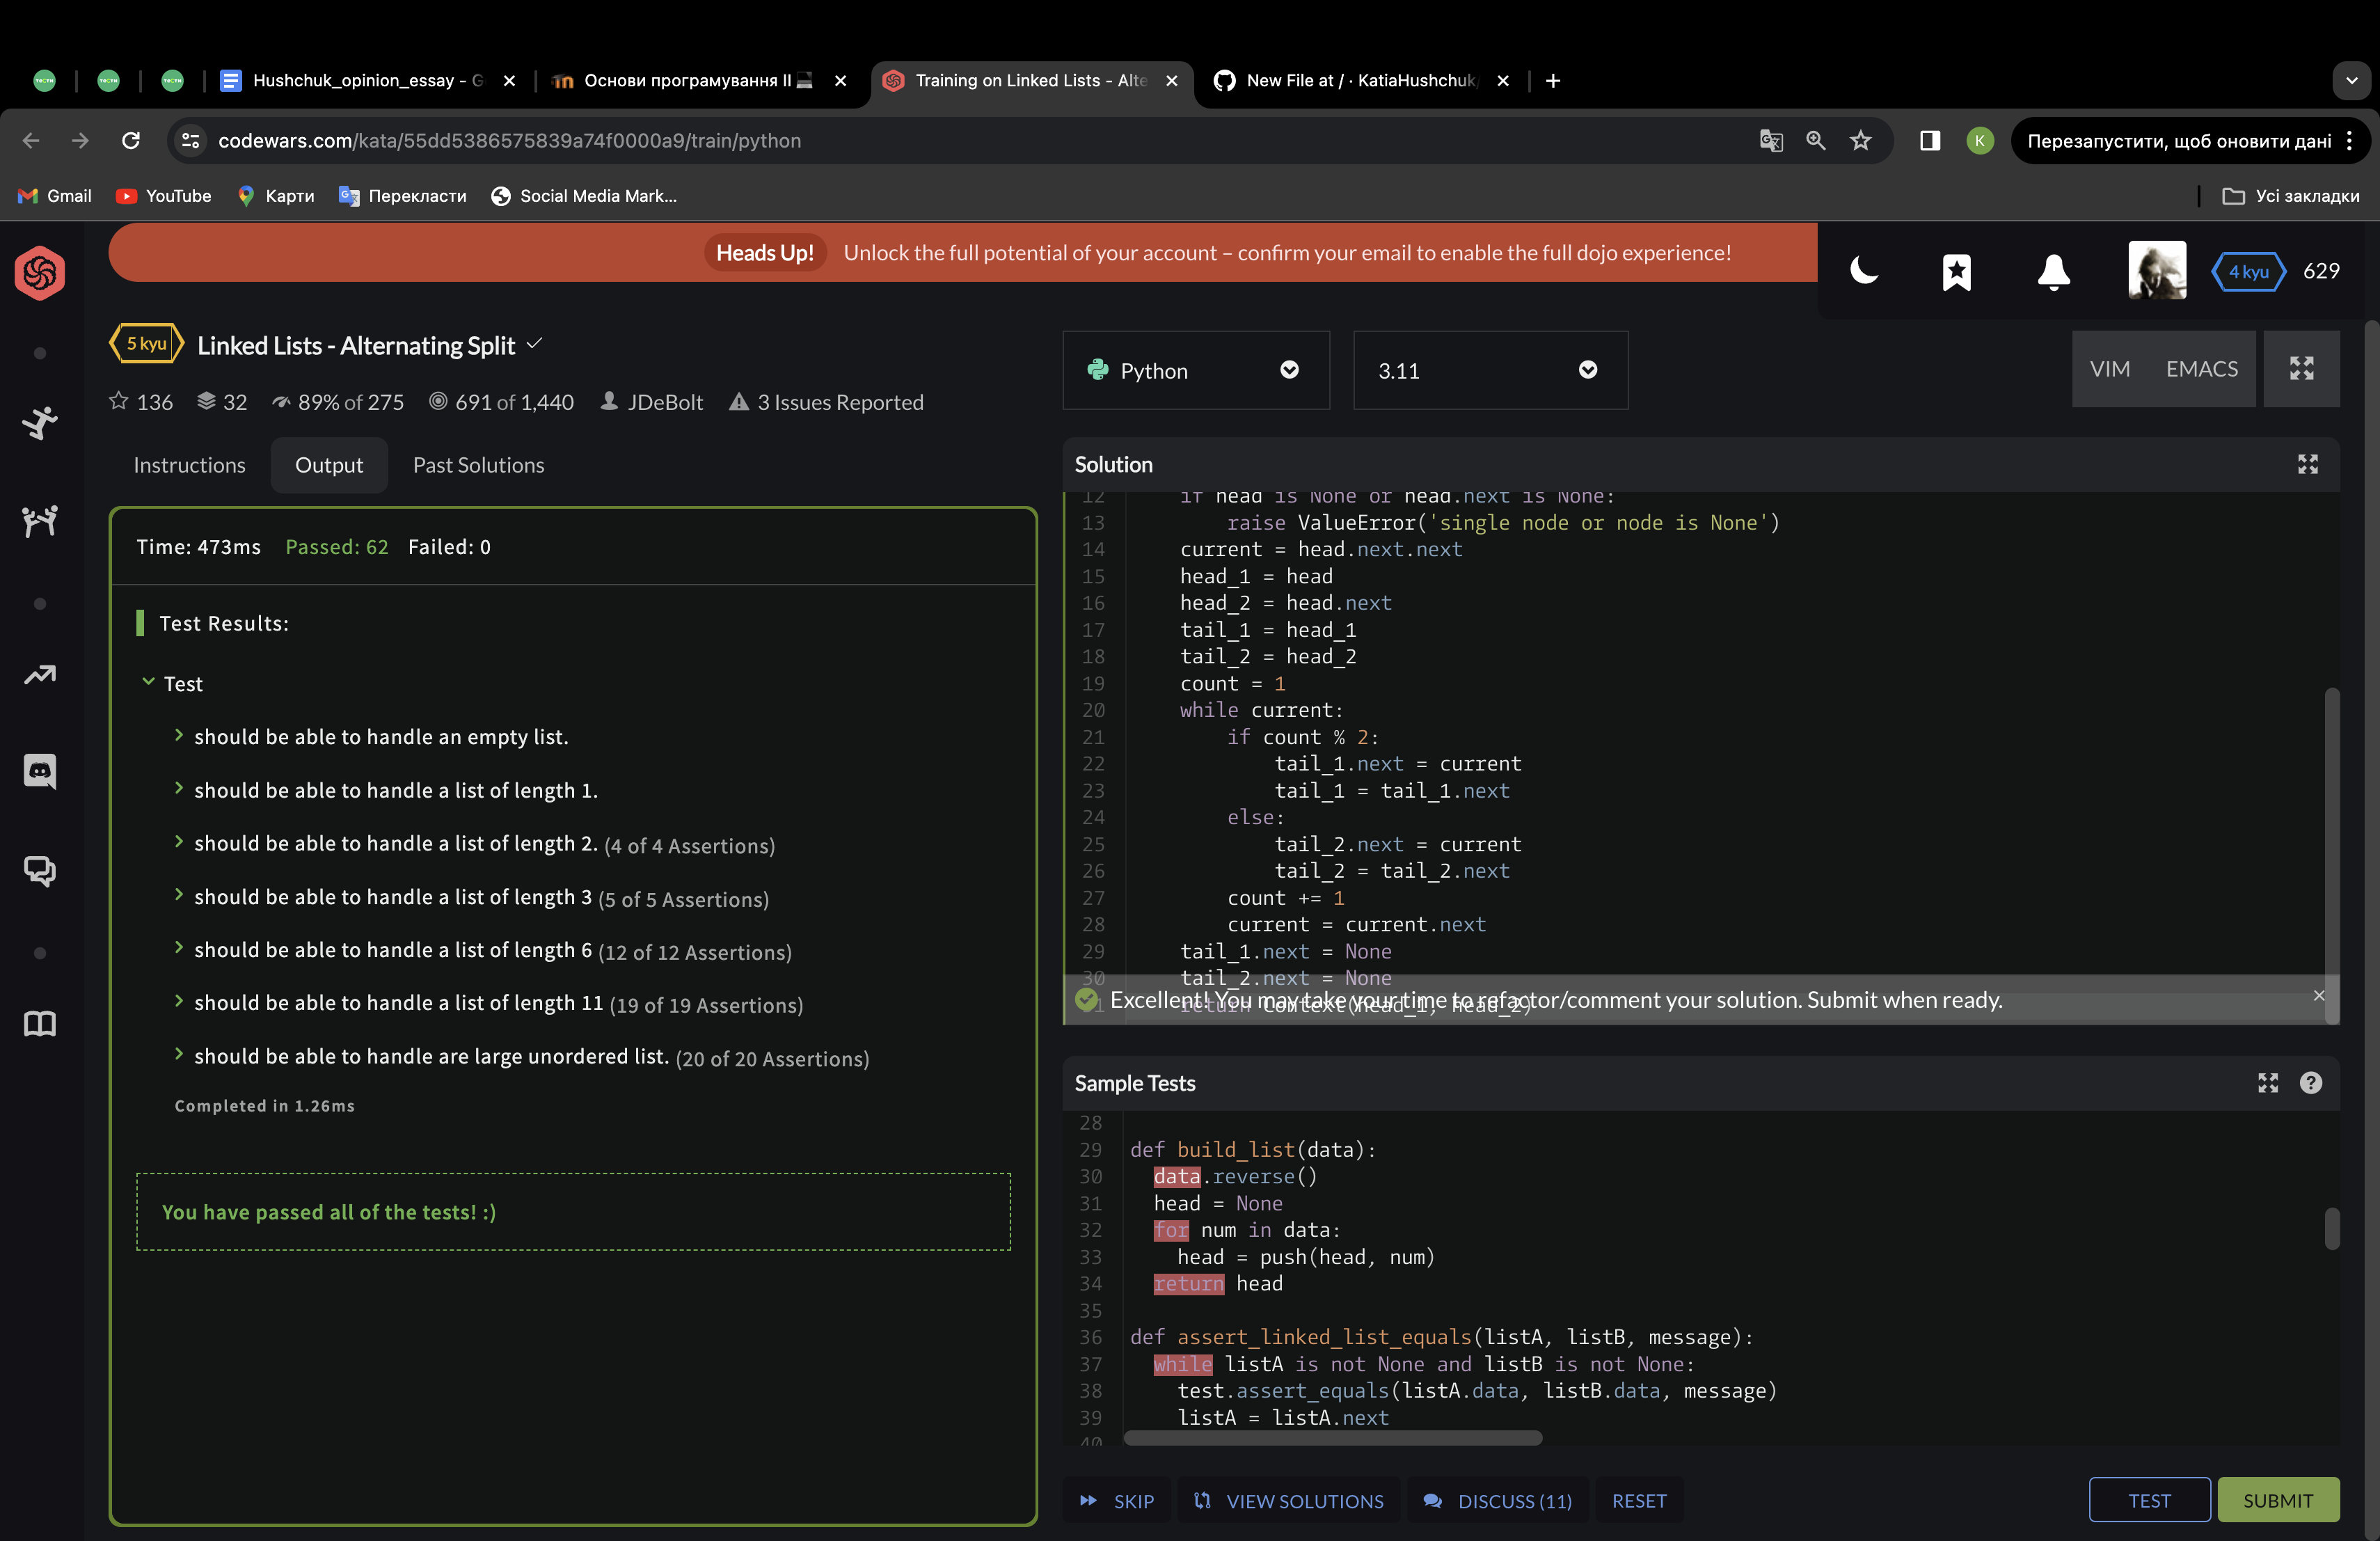 тести
тести
тести
Hushchuk_opinion_essay - G
Основи програмування II
Training on Linked Lists - Alte
New File at / · KatiaHushchuk
codewars.com/kata/55dd5386575839a74f0000a9/train/python
K
Перезапустити, щоб оновити дані
Gmail
YouTube
Карти
Перекласти
Social Media Mark...
Усі закладки
Heads Up!
Unlock the full potential of your account – confirm your email to enable the full dojo experience!
4 kyu
629
5 kyu
Linked Lists - Alternating Split
136
32
89% of 275
691 of 1,440
JDeBolt
3 Issues Reported
Python
3.11
VIM
EMACS
Instructions
Output
Past Solutions
Time: 473ms Passed: 62 Failed: 0
Test Results:
Test
should be able to handle an empty list.
should be able to handle a list of length 1.
should be able to handle a list of length 2. (4 of 4 Assertions)
should be able to handle a list of length 3 (5 of 5 Assertions)
should be able to handle a list of length 6 (12 of 12 Assertions)
should be able to handle a list of length 11 (19 of 19 Assertions)
should be able to handle are large unordered list. (20 of 20 Assertions)
Completed in 1.26ms
You have passed all of the tests! :)
Solution
12 if head is None or head.next is None:
13 raise ValueError('single node or node is None')
14 current = head.next.next
15 head_1 = head
16 head_2 = head.next
17 tail_1 = head_1
18 tail_2 = head_2
19 count = 1
20 while current:
21 if count % 2:
22 tail_1.next = current
23 tail_1 = tail_1.next
24 else:
25 tail_2.next = current
26 tail_2 = tail_2.next
27 count += 1
28 current = current.next
29 tail_1.next = None
30 tail_2.next = None
31 return Context(head_1, head_2)
Excellent! You may take your time to refactor/comment your solution. Submit when ready.
Sample Tests
28
29 def build_list(data):
30 data.reverse()
31 head = None
32 for num in data:
33 head = push(head, num)
34 return head
35
36 def assert_linked_list_equals(listA, listB, message):
37 while listA is not None and listB is not None:
38 test.assert_equals(listA.data, listB.data, message)
39 listA = listA.next
40
SKIP
VIEW SOLUTIONS
DISCUSS (11)
RESET
TEST
SUBMIT